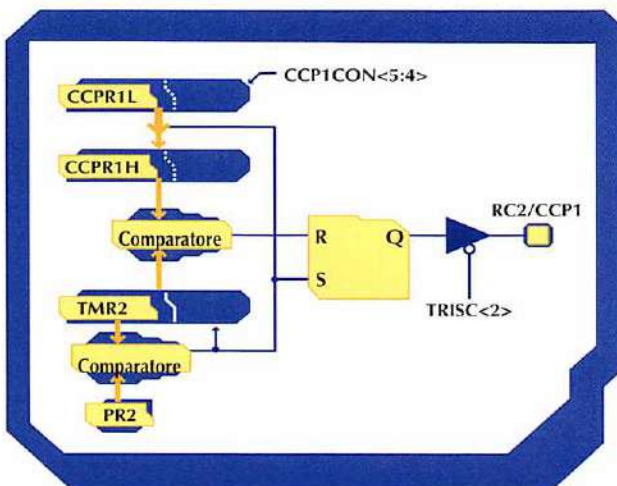 CCP1CON<5:4>
CCPR1L
CCPR1H
RC2/CCP1
Comparatore
R
Q
S
TMR2
TRISC<2>
Comparatore
PR2